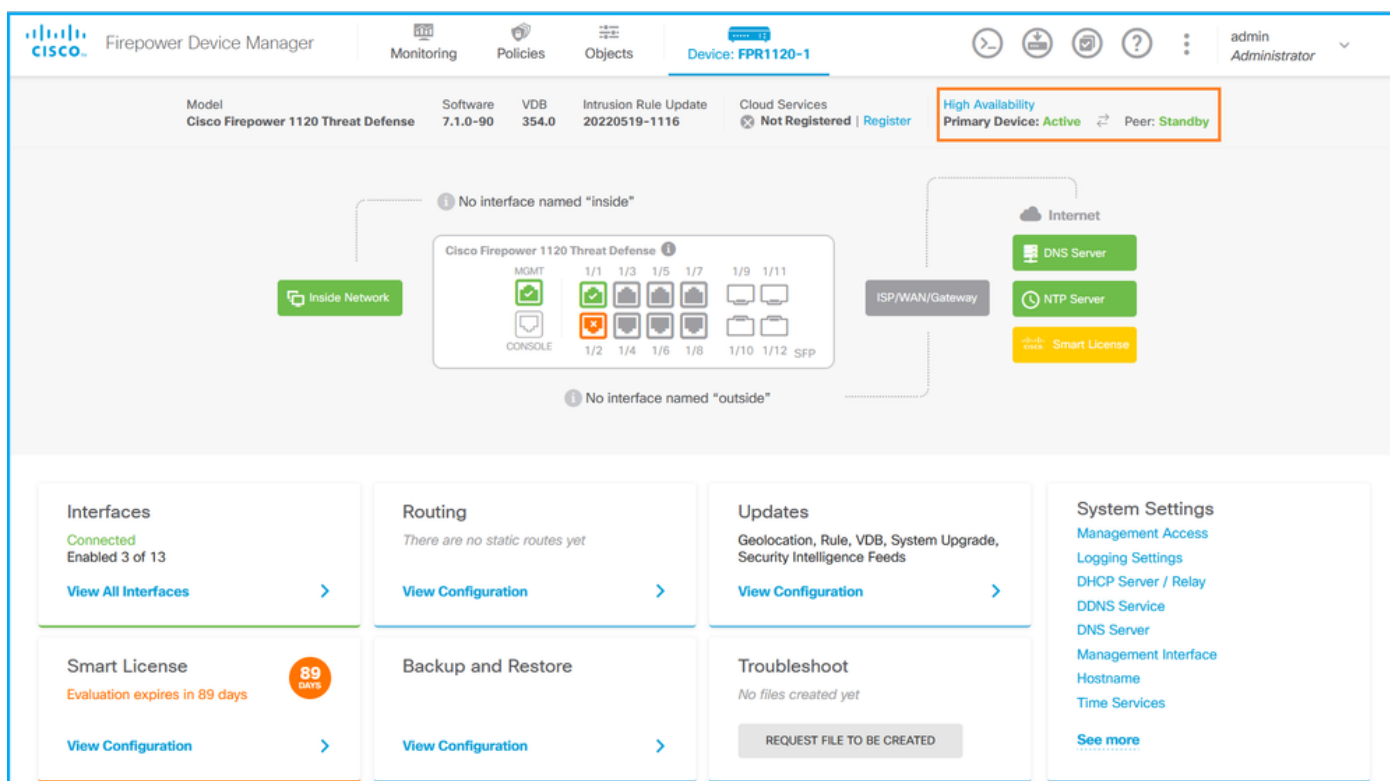 CISCO
Firepower Device Manager
Monitoring
Policies
Objects
Device: FPR1120-1
admin
Administrator
Model
Cisco Firepower 1120 Threat Defense
Software
7.1.0-90
VDB
354.0
Intrusion Rule Update
20220519-1116
Cloud Services
Not Registered | Register
High Availability
Primary Device: Active Peer: Standby
No interface named "inside"
Internet
Cisco Firepower 1120 Threat Defense
MGMT 1/1 1/3 1/5 1/7 1/9 1/11
CONSOLE 1/2 1/4 1/6 1/8 1/10 1/12 SFP
Inside Network
ISP/WAN/Gateway
DNS Server
NTP Server
CISCO Smart License
No interface named "outside"
Interfaces
Connected
Enabled 3 of 13
View All Interfaces
Routing
There are no static routes yet
View Configuration
Updates
Geolocation, Rule, VDB, System Upgrade,
Security Intelligence Feeds
View Configuration
System Settings
Management Access
Logging Settings
DHCP Server / Relay
DDNS Service
DNS Server
Management Interface
Hostname
Time Services
See more
Smart License
89
DAYS
Evaluation expires in 89 days
View Configuration
Backup and Restore
View Configuration
Troubleshoot
No files created yet
REQUEST FILE TO BE CREATED